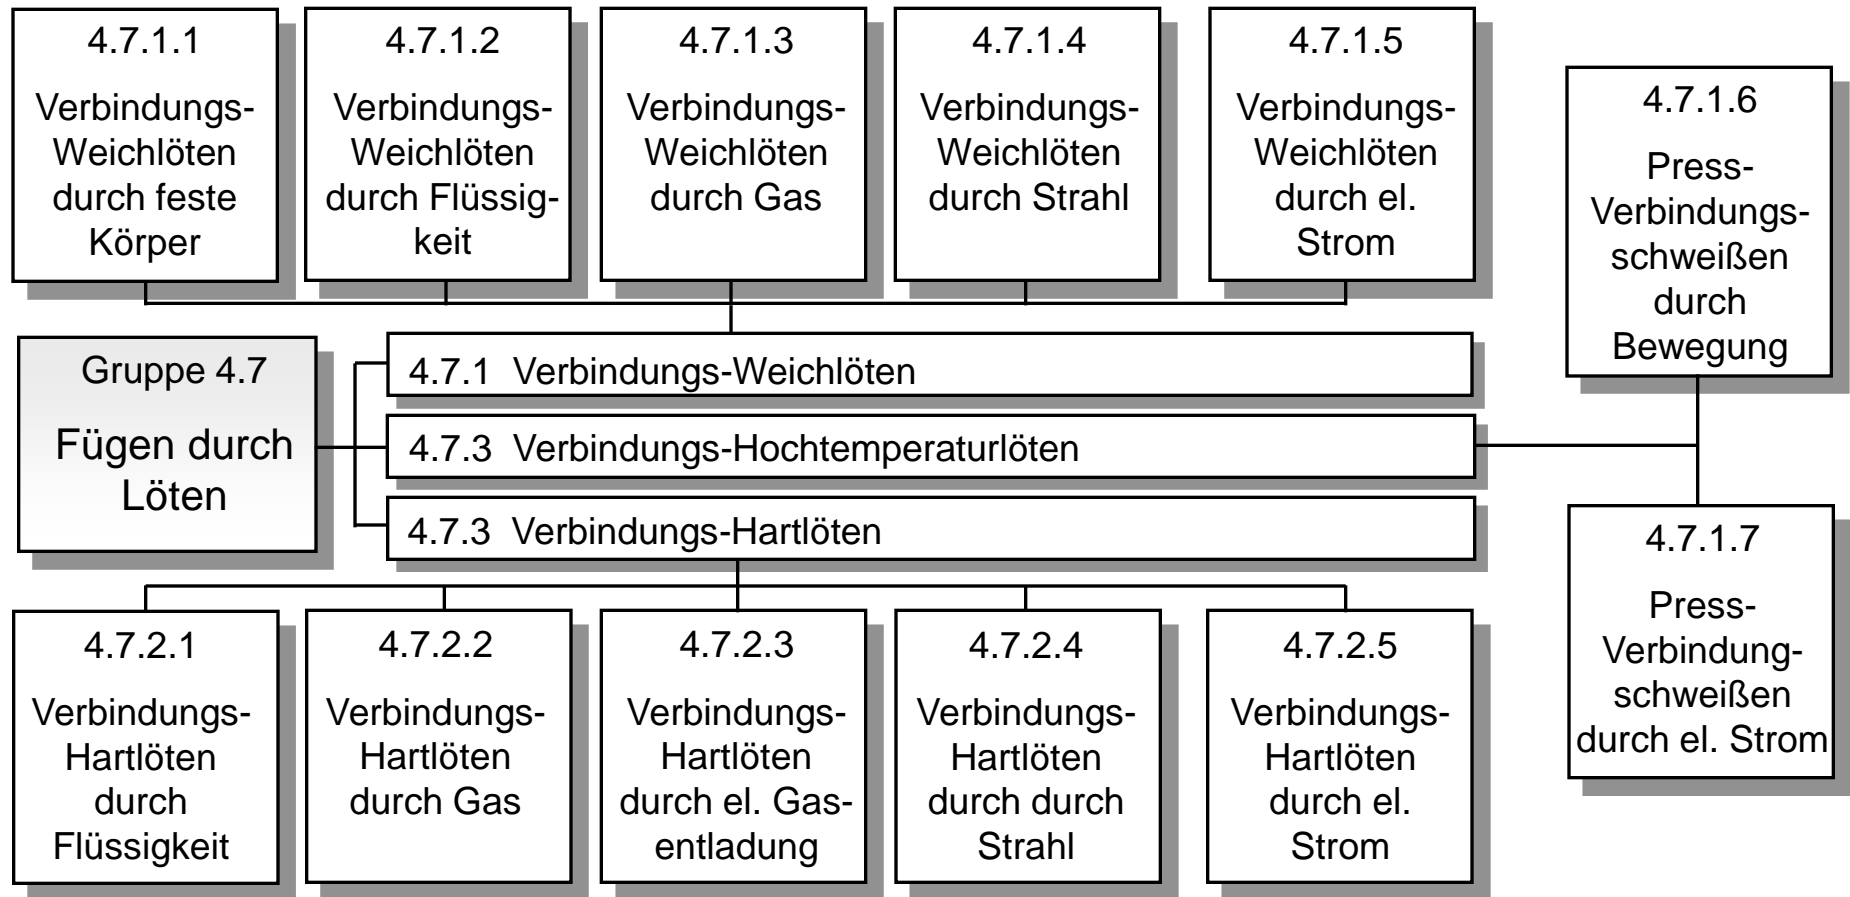 4.7.1.1
Verbindungs-
Weichlöten
durch feste
Körper
4.7.1.2
Verbindungs-
Weichlöten
durch Flüssig-
keit
4.7.1.3
Verbindungs-
Weichlöten
durch Gas
4.7.1.4
Verbindungs-
Weichlöten
durch Strahl
4.7.1.5
Verbindungs-
Weichlöten
durch el.
Strom
4.7.1.6
Press-
Verbindungs-
schweißen
durch
Bewegung
Gruppe 4.7
Fügen durch
Löten
4.7.1 Verbindungs-Weichlöten
4.7.3 Verbindungs-Hochtemperaturlöten
4.7.3 Verbindungs-Hartlöten
4.7.1.7
Press-
Verbindung-
schweißen
durch el. Strom
4.7.2.1
Verbindungs-
Hartlöten
durch
Flüssigkeit
4.7.2.2
Verbindungs-
Hartlöten
durch Gas
4.7.2.3
Verbindungs-
Hartlöten
durch el. Gas-
entladung
4.7.2.4
Verbindungs-
Hartlöten
durch durch
Strahl
4.7.2.5
Verbindungs-
Hartlöten
durch el.
Strom